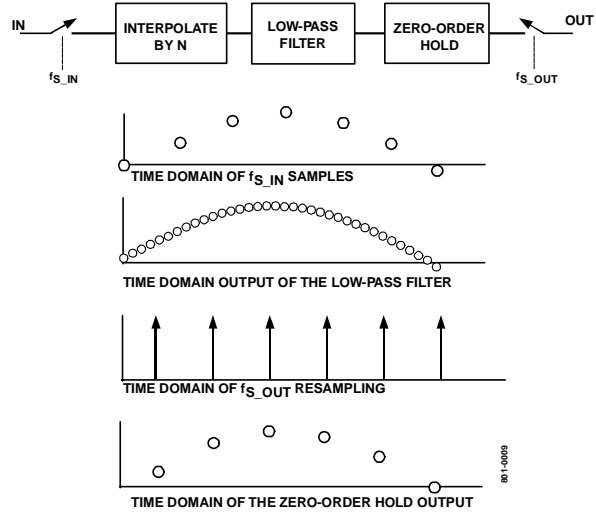 IN
INTERPOLATE
BY N
LOW-PASS
FILTER
ZERO-ORDER
HOLD
OUT
fS_IN
fS_OUT
TIME DOMAIN OF fS_IN SAMPLES
TIME DOMAIN OUTPUT OF THE LOW-PASS FILTER
TIME DOMAIN OF fS_OUT RESAMPLING
801-0009
TIME DOMAIN OF THE ZERO-ORDER HOLD OUTPUT